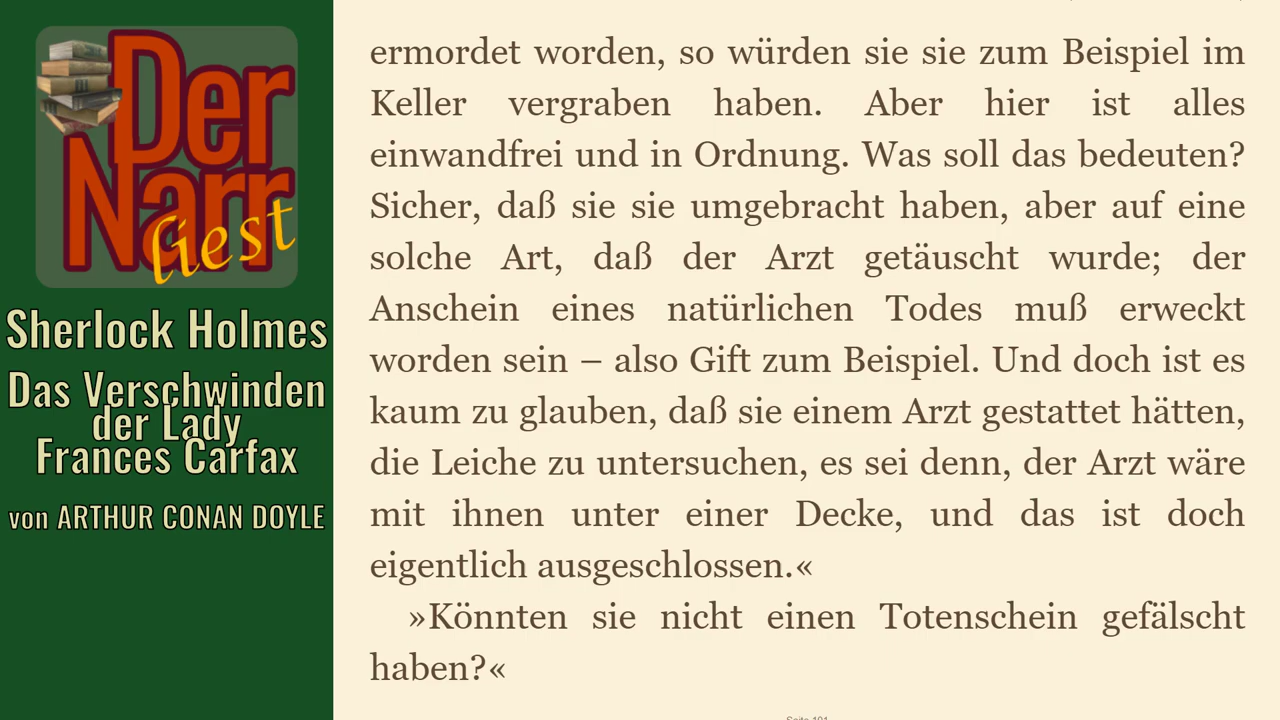 Der
Narr
liest
Sherlock Holmes
Das Verschwinden
der Lady
Frances Carfax
von ARTHUR CONAN DOYLE
ermordet worden, so würden sie sie zum Beispiel im
Keller vergraben haben. Aber hier ist alles
einwandfrei und in Ordnung. Was soll das bedeuten?
Sicher, daß sie sie umgebracht haben, aber auf eine
solche Art, daß der Arzt getäuscht wurde; der
Anschein eines natürlichen Todes muß erweckt
worden sein – also Gift zum Beispiel. Und doch ist es
kaum zu glauben, daß sie einem Arzt gestattet hätten,
die Leiche zu untersuchen, es sei denn, der Arzt wäre
mit ihnen unter einer Decke, und das ist doch
eigentlich ausgeschlossen.«
»Könnten sie nicht einen Totenschein gefälscht
haben?«